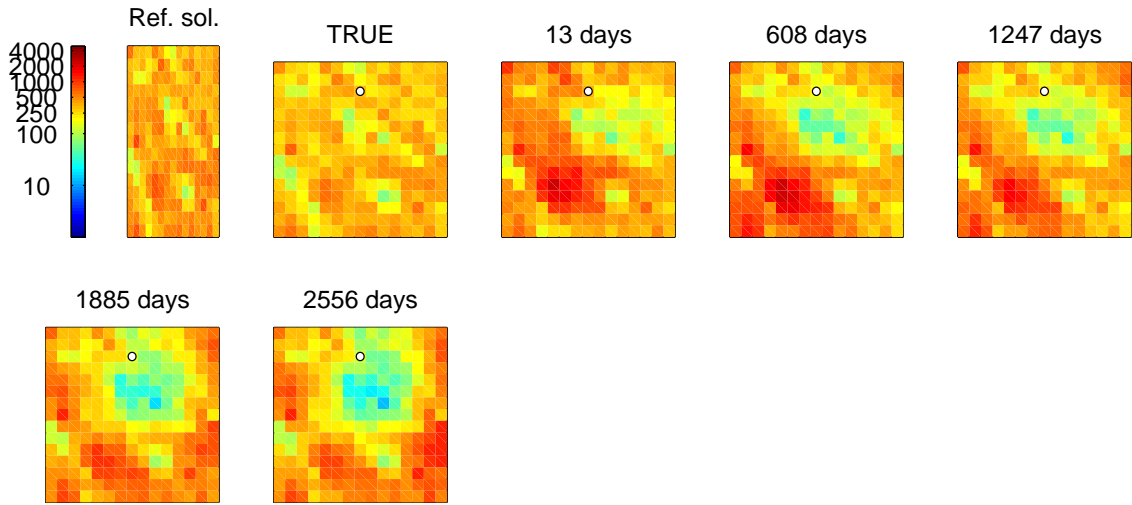 Ref. sol.
TRUE
13 days
608 days
1247 days
4000
2000
1000
500
250
100
10
1885 days
2556 days